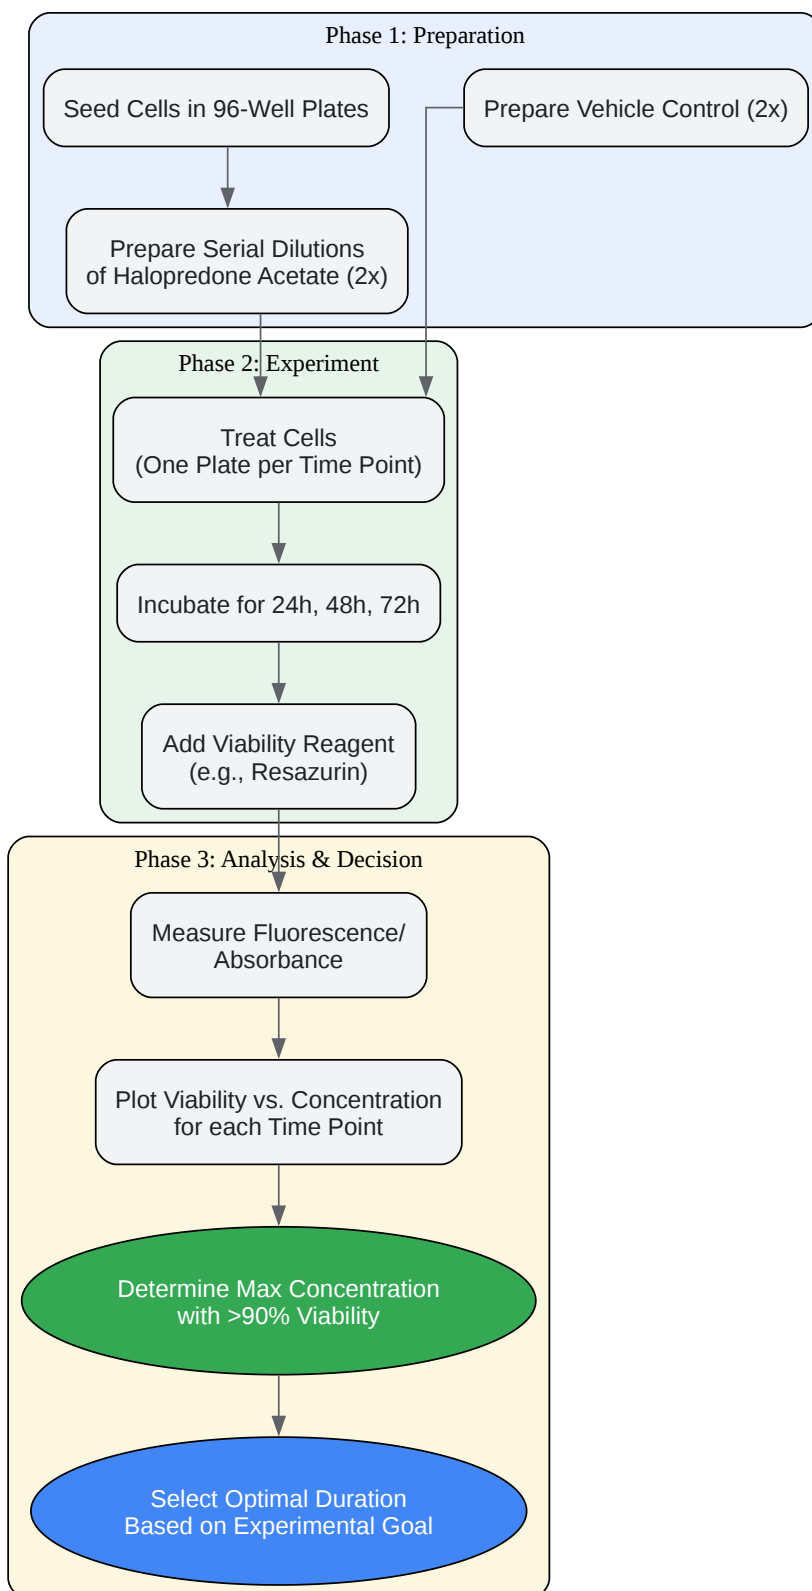 Phase 1: Preparation
Seed Cells in 96-Well Plates
Prepare Vehicle Control (2x)
Prepare Serial Dilutions
of Halopredone Acetate (2x)
Phase 2: Experiment
Treat Cells
(One Plate per Time Point)
Incubate for 24h, 48h, 72h
Add Viability Reagent
(e.g., Resazurin)
Phase 3: Analysis & Decision
Measure Fluorescence/
Absorbance
Plot Viability vs. Concentration
for each Time Point
Determine Max Concentration
with >90% Viability
Select Optimal Duration
Based on Experimental Goal